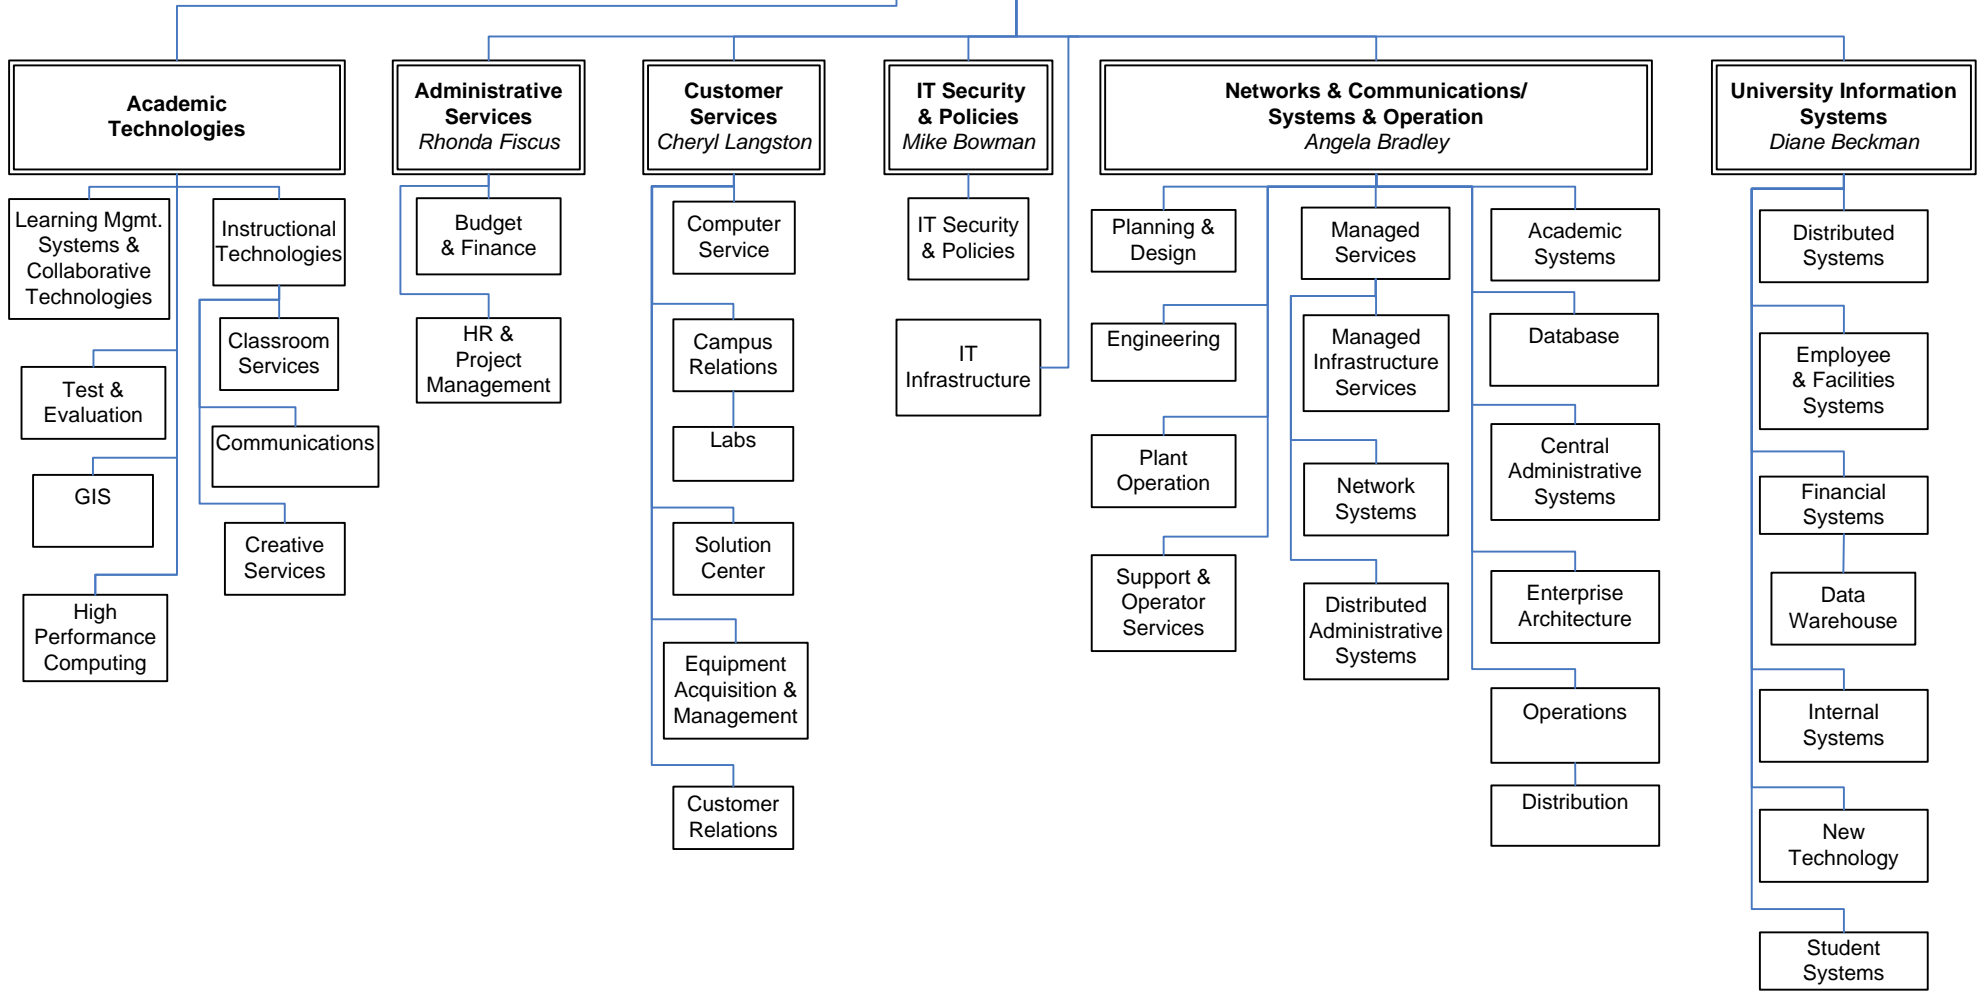 Academic
Technologies
Administrative
Services
Rhonda Fiscus
Customer
Services
Cheryl Langston
IT Security
& Policies
Mike Bowman
Networks & Communications/
Systems & Operation
Angela Bradley
University Information
Systems
Diane Beckman
Learning Mgmt.
Systems &
Collaborative
Technologies
Instructional
Technologies
Classroom
Services
Test &
Evaluation
Communications
GIS
Creative
Services
High
Performance
Computing
Budget
& Finance
HR &
Project
Management
Computer
Service
Campus
Relations
Labs
Solution
Center
Equipment
Acquisition &
Management
Customer
Relations
IT Security
& Policies
IT
Infrastructure
Planning &
Design
Engineering
Plant
Operation
Support &
Operator
Services
Managed
Services
Managed
Infrastructure
Services
Network
Systems
Distributed
Administrative
Systems
Academic
Systems
Database
Central
Administrative
Systems
Enterprise
Architecture
Operations
Distribution
Distributed
Systems
Employee
& Facilities
Systems
Financial
Systems
Data
Warehouse
Internal
Systems
New
Technology
Student
Systems